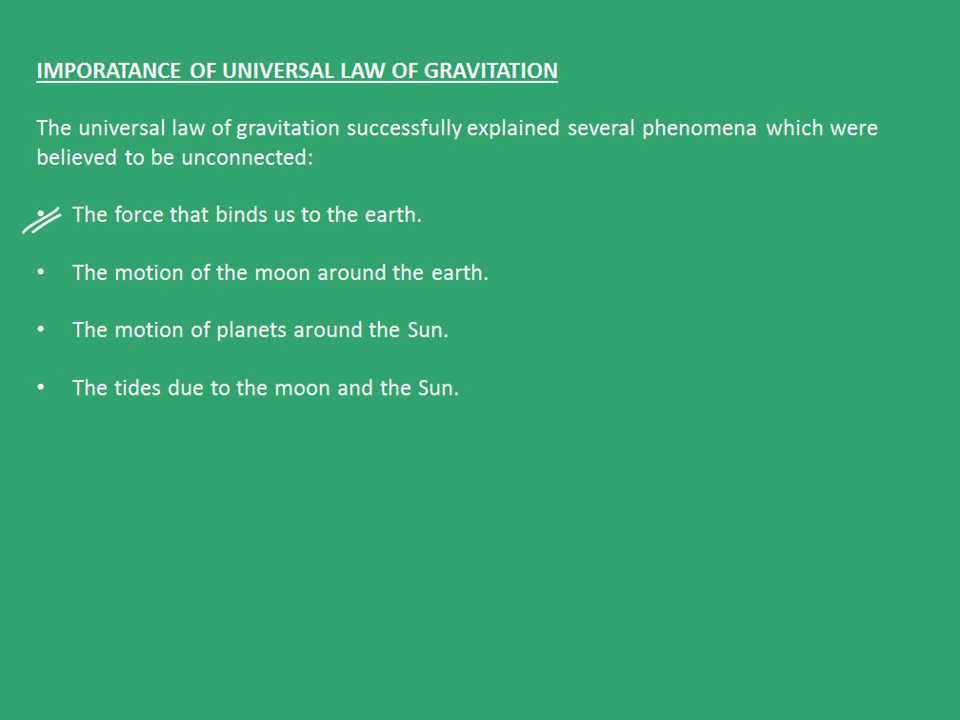 IMPORATANCE OF UNIVERSAL LAW OF GRAVITATION
The universal law of gravitation successfully explained several phenomena which were
believed to be unconnected:
• The force that binds us to the earth.
• The motion of the moon around the earth.
• The motion of planets around the Sun.
• The tides due to the moon and the Sun.